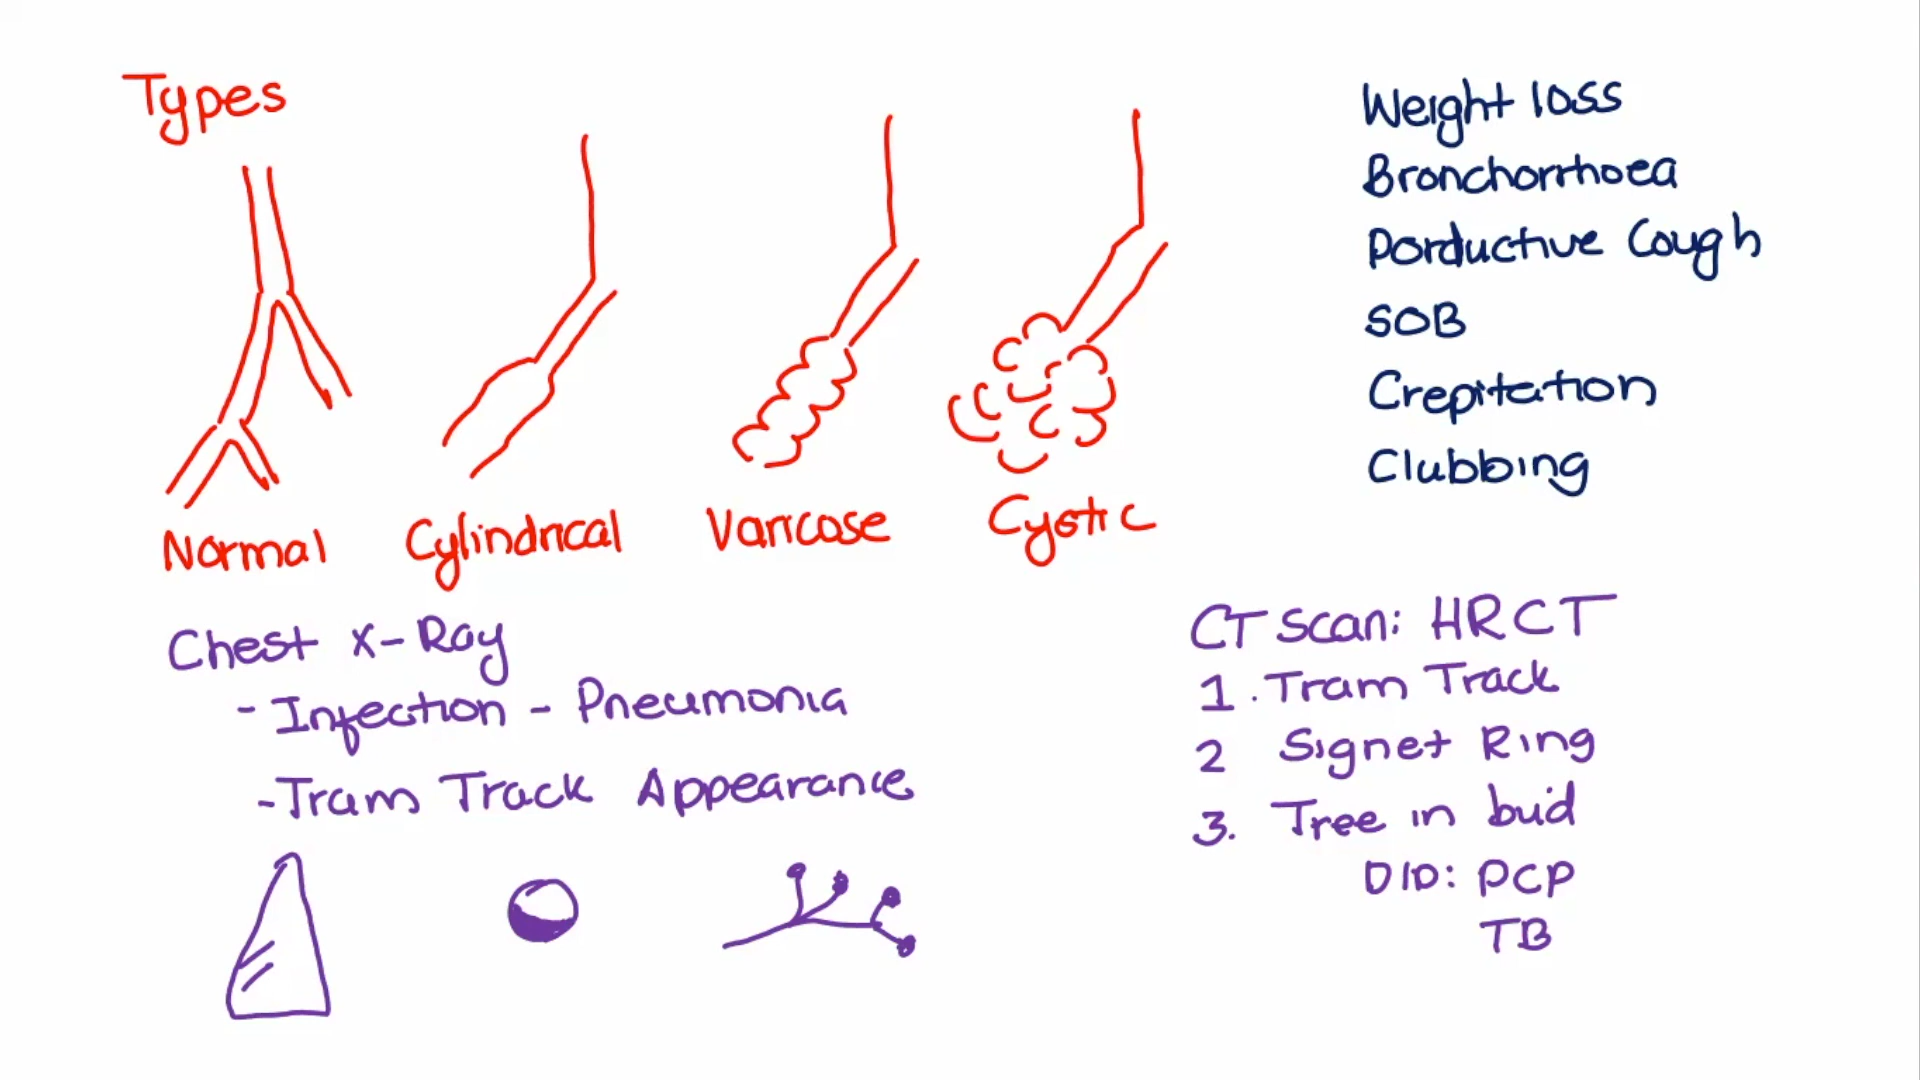 Types
Normal
Cylindrical
Varicose
Cystic
Weight loss
Bronchorrhoea
Porductive Cough
SOB
Crepitation
Clubbing
Chest X-Ray
- Infection - Pneumonia
- Tram Track Appearance
CT Scan: HRCT
1. Tram Track
2 Signet Ring
3. Tree in bud
DID: PCP
TB